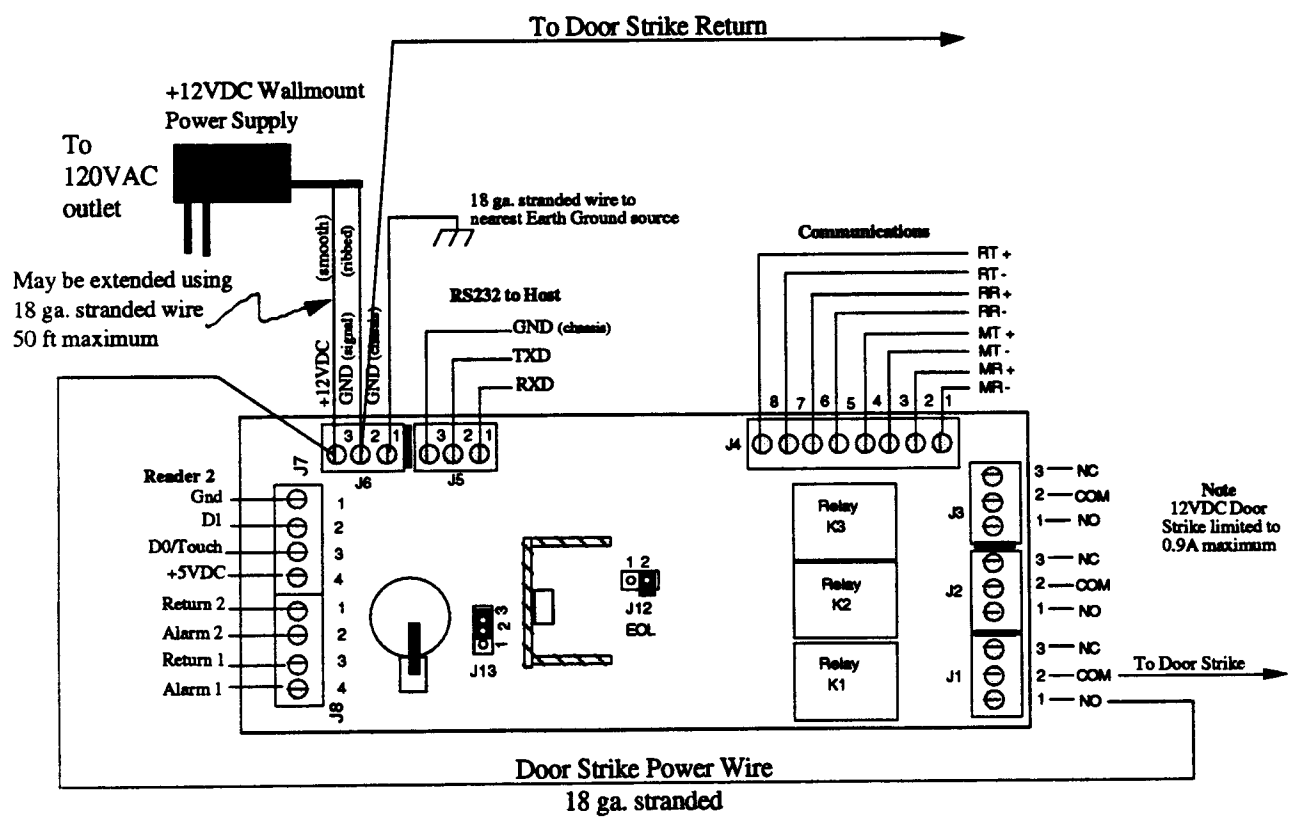 To Door Strike Return
+12VDC Wallmount
Power Supply
To
120VAC
outlet
18 ga. stranded wire to
nearest Earth Ground source
(smooth)
(ribbed)
+12VDC
GND (signal)
GND (chassis)
May be extended using
18 ga. stranded wire
50 ft maximum
RS232 to Host
GND (chassis)
TXD
RXD
Communications
RT +
RT -
RR +
RR-
MT +
MT -
MR +
MR-
8 7 6 5 4 3 2 1
J4
3 2 1
J6
3 2 1
J5
J7
Reader 2
Gnd 1
D1 2
D0/Touch 3
+5VDC 4
Return 2 1
Alarm 2 2
Return 1 3
Alarm 1 4
J8
1 2 3
J13
1 2
J12
EOL
Relay
K3
Relay
K2
Relay
K1
J3
3 NC
2 COM
1 NO
J2
3 NC
2 COM
1 NO
J1
3 NC
2 COM
1 NO
To Door Strike
Note
12VDC Door
Strike limited to
0.9A maximum
Door Strike Power Wire
18 ga. stranded